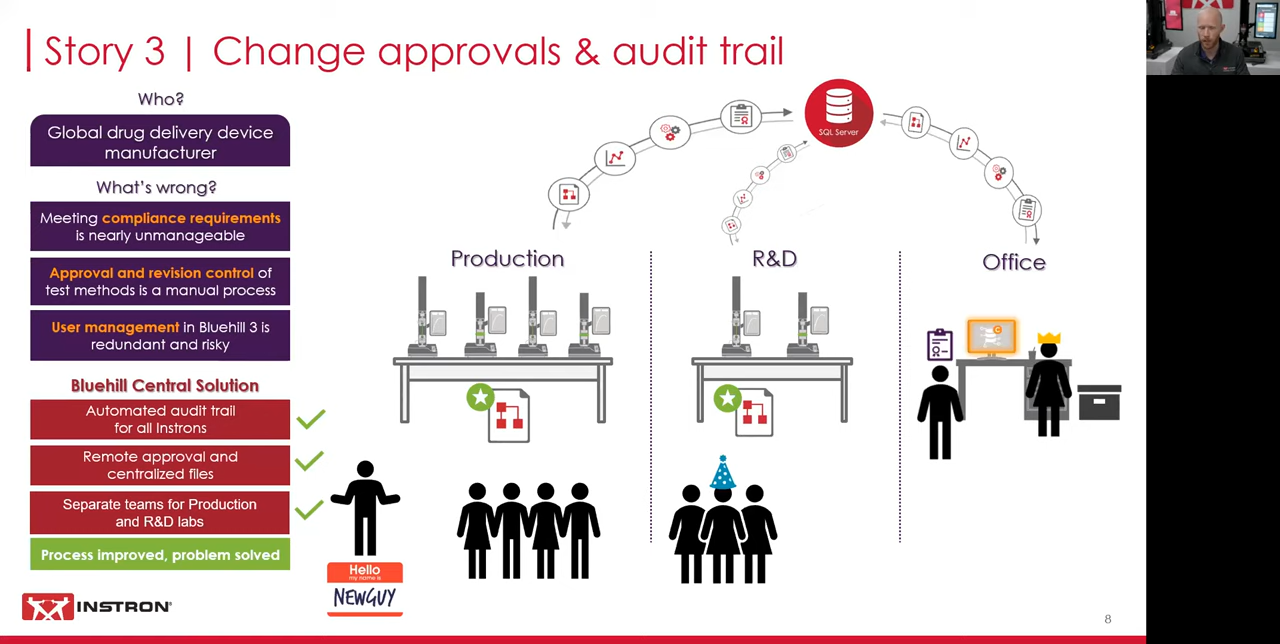 Story 3 | Change approvals & audit trail
Who?
Global drug delivery device
manufacturer
What's wrong?
Meeting compliance requirements
is nearly unmanageable
Approval and revision control of
test methods is a manual process
User management in Bluehill 3 is
redundant and risky
Bluehill Central Solution
Automated audit trail
for all Instrons
Remote approval and
centralized files
Separate teams for Production
and R&D labs
Process improved, problem solved
INSTRON®
Hello
my name is
NEWGUY
SQL Server
Production
R&D
Office
8